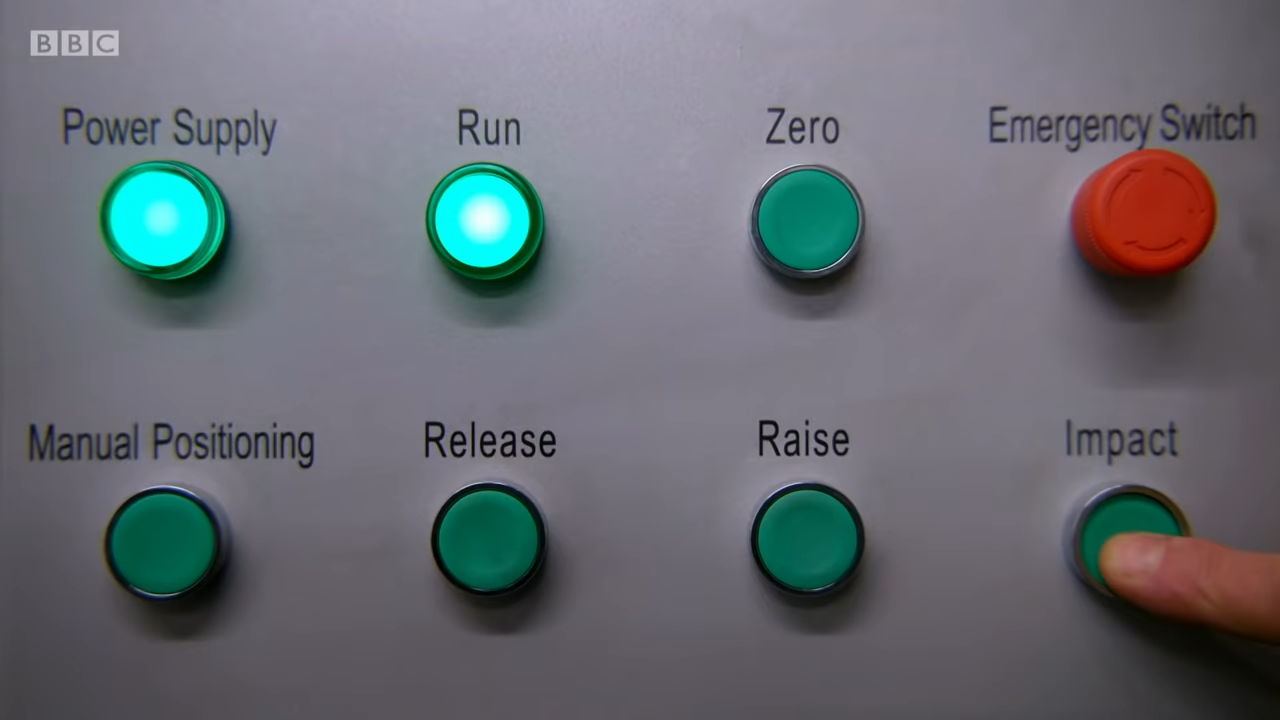 BBC
Power Supply
Run
Zero
Emergency Switch
Manual Positioning
Release
Raise
Impact